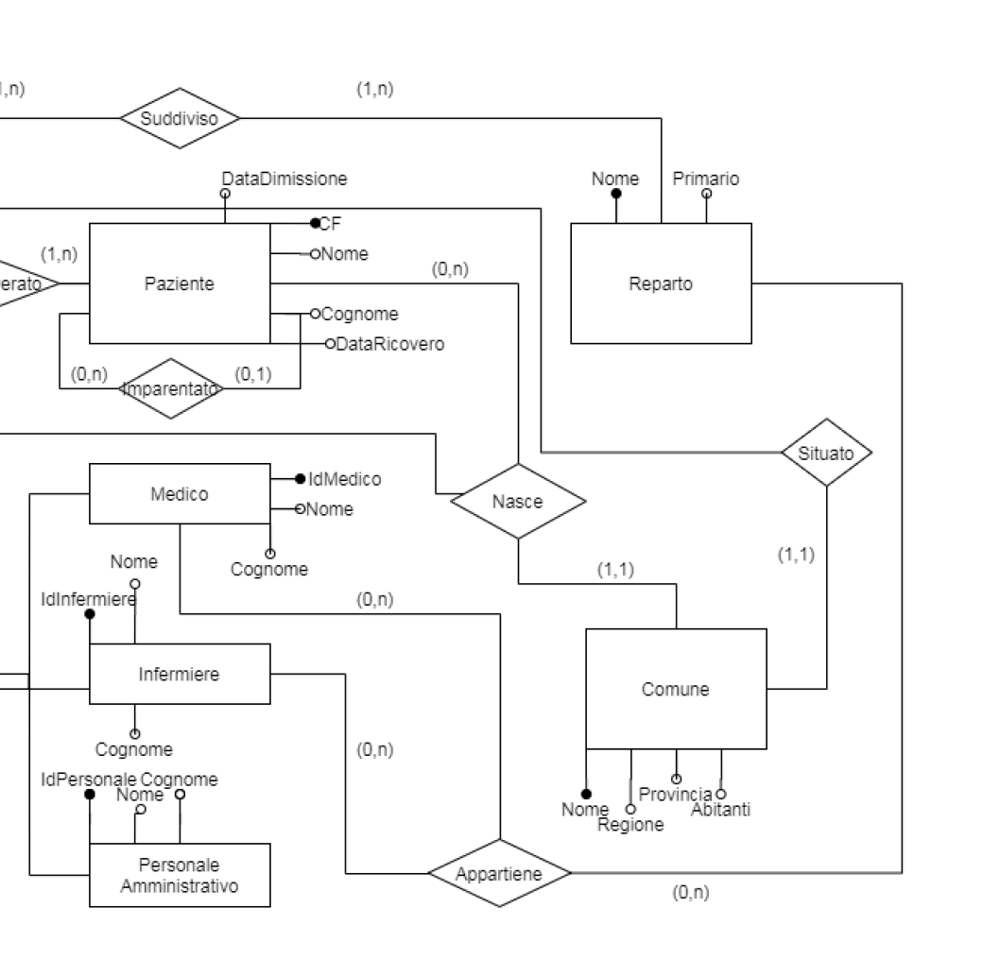 ,n)
(1,n)
Suddiviso
DataDimissione
Nome
Primario
CF
(1,n)
Nome
(0,n)
erato
Paziente
Reparto
Cognome
DataRicovero
(0,n)
(0,1)
Imparentato
Situato
IdMedico
Medico
Nasce
Nome
(1,1)
Nome
Cognome
(1,1)
IdInfermiere
(0,n)
Infermiere
Comune
Cognome
(0,n)
IdPersonale
Cognome
Nome
Provincia
Nome
Abitanti
Regione
Personale
Amministrativo
Appartiene
(0,n)